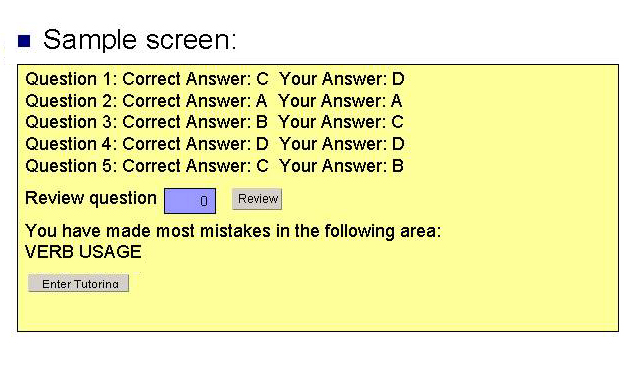 Sample screen:
Question 1: Correct Answer: C Your Answer: D
Question 2: Correct Answer: A Your Answer: A
Question 3: Correct Answer: B Your Answer: C
Question 4: Correct Answer: D Your Answer: D
Question 5: Correct Answer: C Your Answer: B
Review question 0 Review
You have made most mistakes in the following area:
VERB USAGE
Enter Tutoring